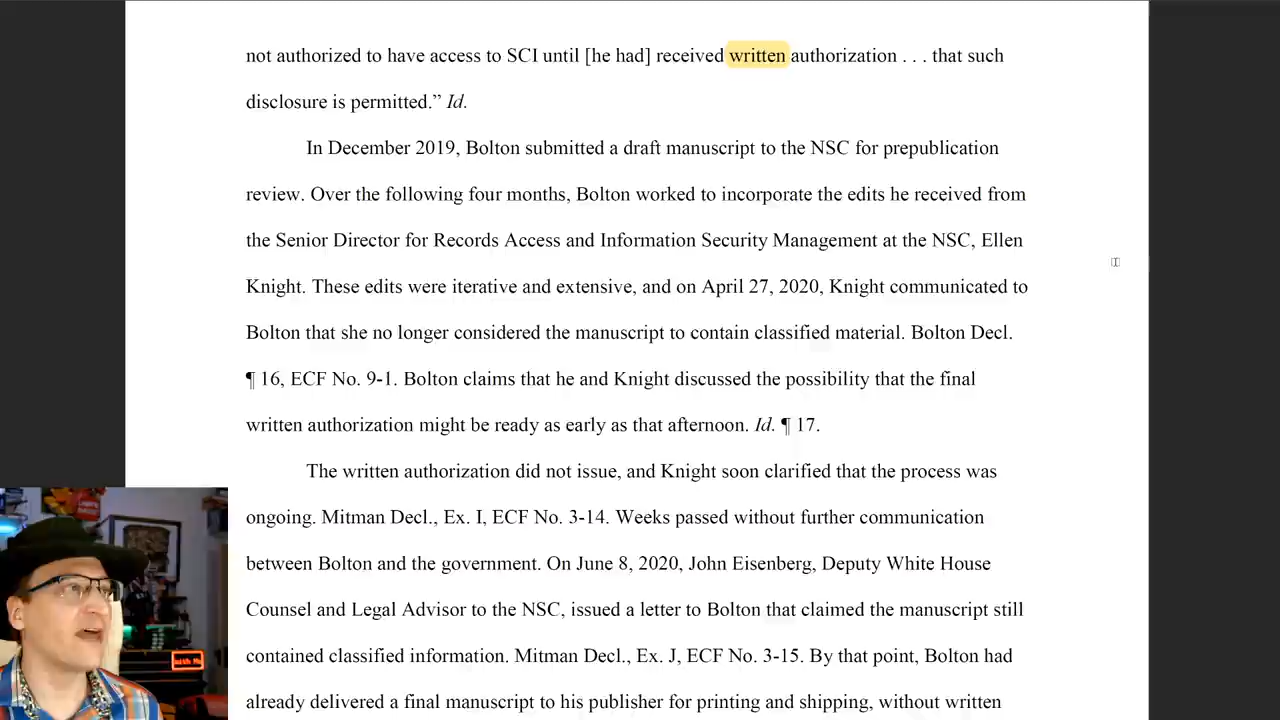 not authorized to have access to SCI until [he had] received written authorization . . . that such
disclosure is permitted.” Id.
In December 2019, Bolton submitted a draft manuscript to the NSC for prepublication
review. Over the following four months, Bolton worked to incorporate the edits he received from
the Senior Director for Records Access and Information Security Management at the NSC, Ellen
Knight. These edits were iterative and extensive, and on April 27, 2020, Knight communicated to
Bolton that she no longer considered the manuscript to contain classified material. Bolton Decl.
¶ 16, ECF No. 9-1. Bolton claims that he and Knight discussed the possibility that the final
written authorization might be ready as early as that afternoon. Id. ¶ 17.
The written authorization did not issue, and Knight soon clarified that the process was
ongoing. Mitman Decl., Ex. I, ECF No. 3-14. Weeks passed without further communication
between Bolton and the government. On June 8, 2020, John Eisenberg, Deputy White House
Counsel and Legal Advisor to the NSC, issued a letter to Bolton that claimed the manuscript still
contained classified information. Mitman Decl., Ex. J, ECF No. 3-15. By that point, Bolton had
already delivered a final manuscript to his publisher for printing and shipping, without written